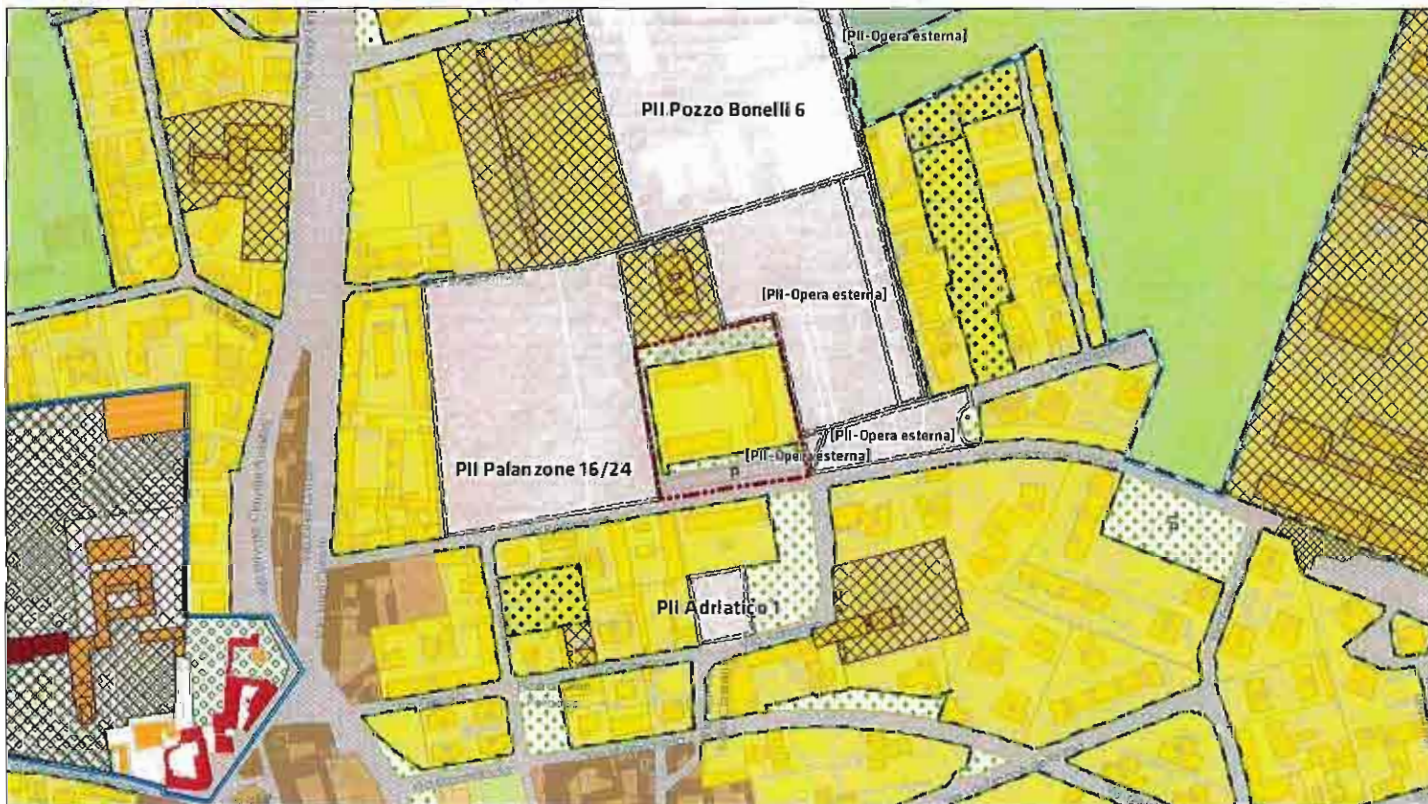 [PII-Opera esterna]
PII Pozzo Bonelli 6
[PII-Opera esterna]
[PII-Opera esterna]
[PII-Opera esterna]
P
PII Palanzone 16/24
PII Adriatico 1